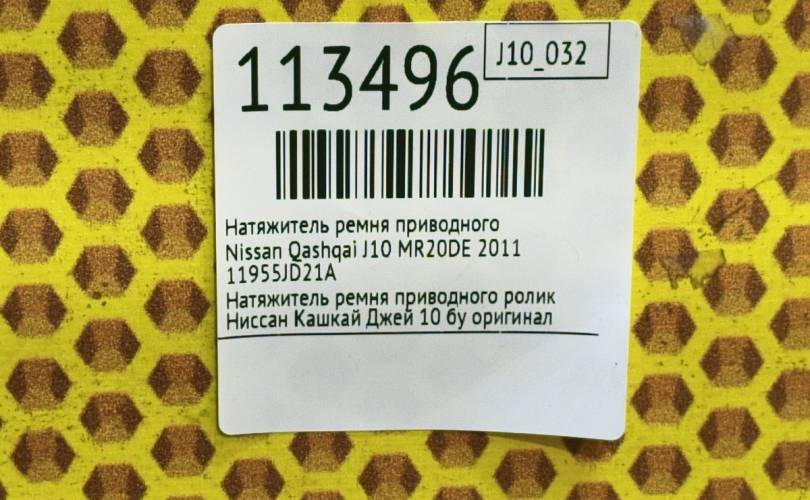 113496
J10_032
Натяжитель ремня приводного
Nissan Qashqai J10 MR20DE 2011
11955JD21A
Натяжитель ремня приводного ролик
Ниссан Кашкай Джей 10 бу оригинал